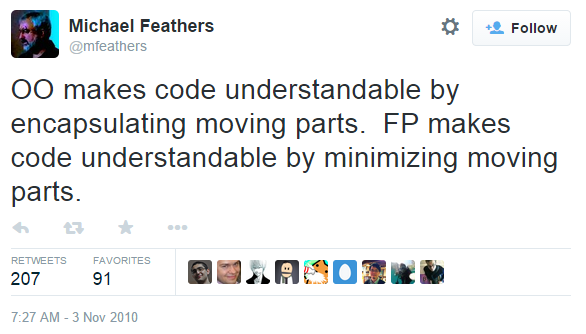 Michael Feathers
@mfeathers
Follow
OO makes code understandable by
encapsulating moving parts.  FP makes
code understandable by minimizing moving
parts.
RETWEETS
FAVORITES
207
91
7:27 AM - 3 Nov 2010